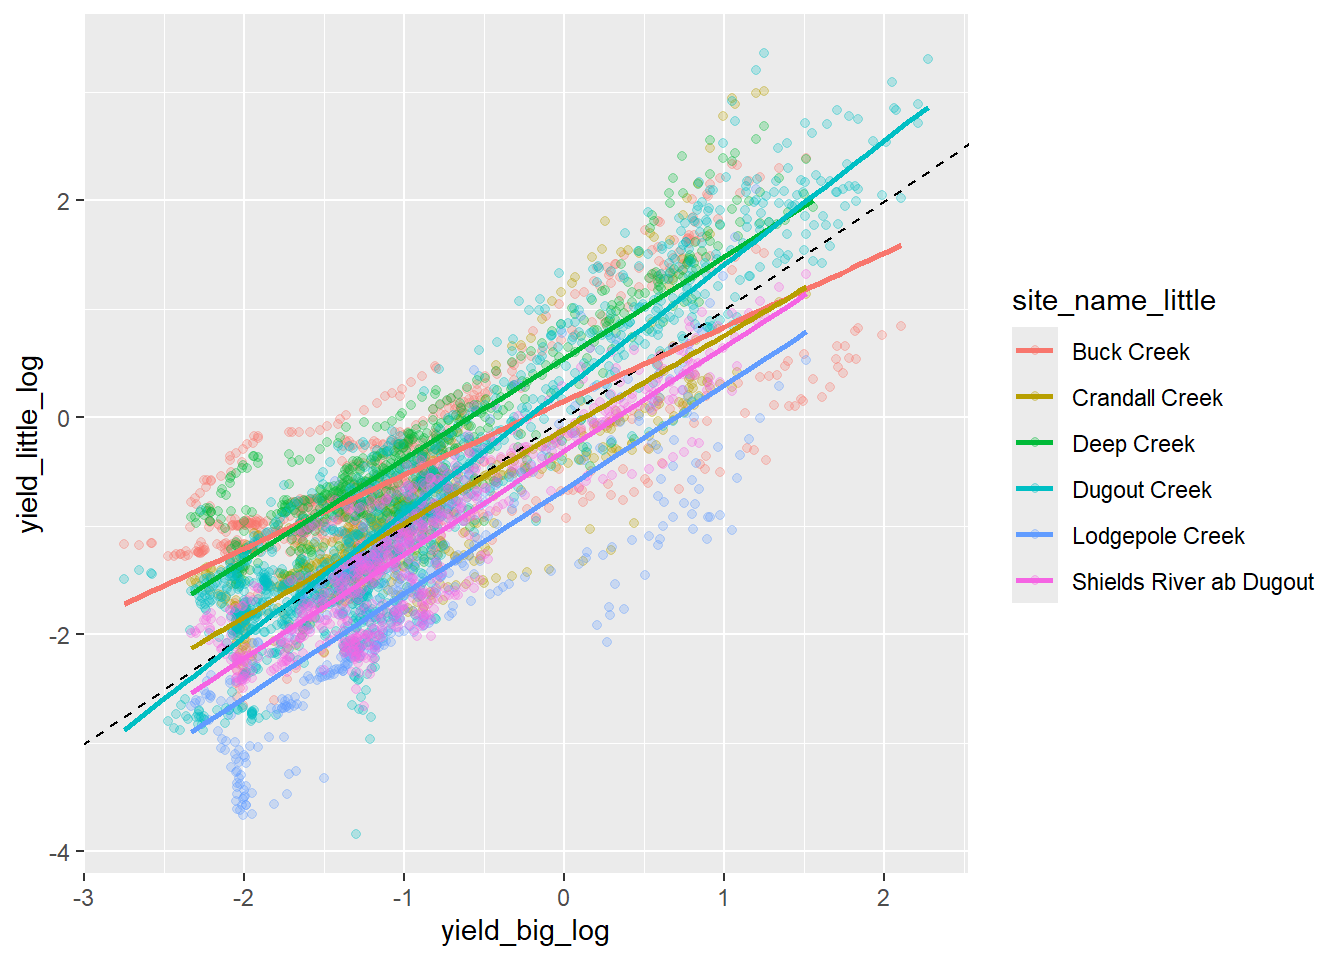 2
0
-2
-4
yield_little_log
-3
-2
-1
0
1
2
yield_big_log
site_name_little
Buck Creek
Crandall Creek
Deep Creek
Dugout Creek
Lodgepole Creek
Shields River ab Dugout